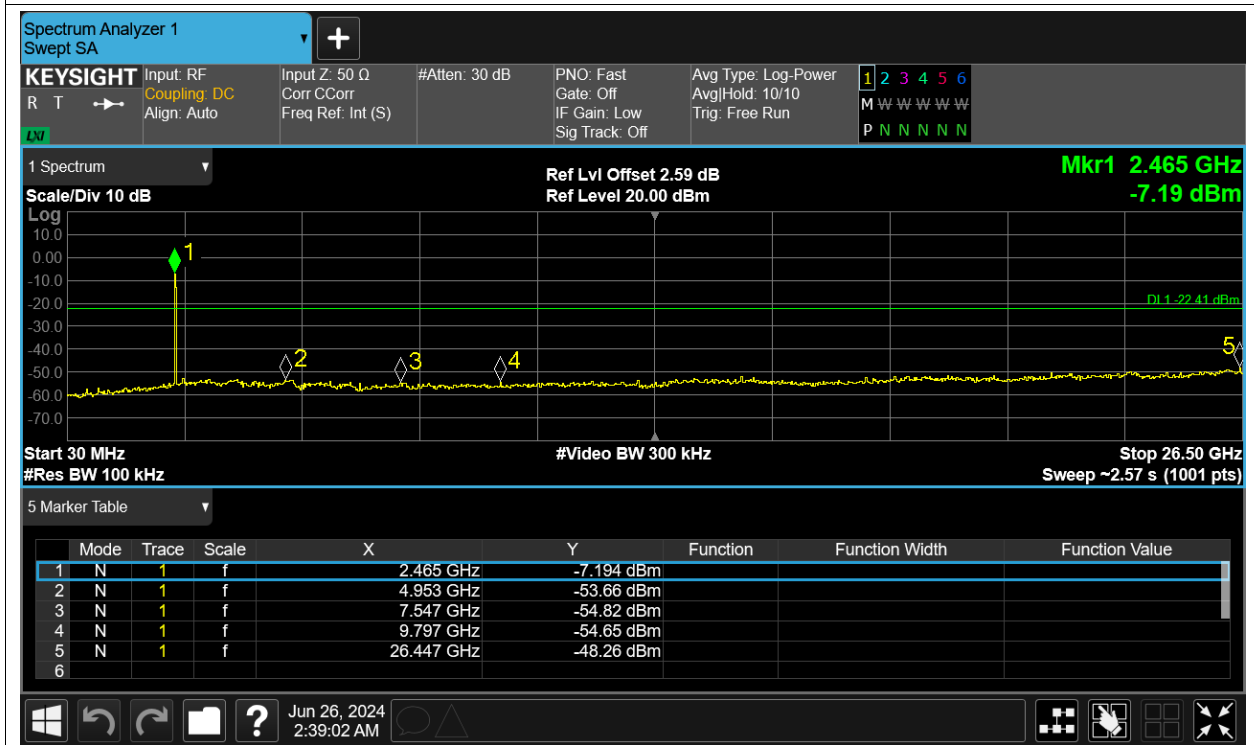 Spectrum Analyzer 1
Swept SA
+
KEYSIGHT Input: RF Input Z: 50 Ω #Atten: 30 dB PNO: Fast Avg Type: Log-Power 1 2 3 4 5 6
R T Coupling: DC Corr CCorr Gate: Off Avg|Hold: 10/10 M W W W W W
Align: Auto Freq Ref: Int (S) IF Gain: Low Trig: Free Run
LXI Sig Track: Off P N N N N N
1 Spectrum Ref Lvl Offset 2.59 dB Mkr1 2.465 GHz
Scale/Div 10 dB Ref Level 20.00 dBm -7.19 dBm
Log
10.0
1
0.00
-10.0
-20.0
DL1 -22.41 dBm
-30.0
-40.0
2 3 4 5
-50.0
-60.0
-70.0
Start 30 MHz #Video BW 300 kHz Stop 26.50 GHz
#Res BW 100 kHz Sweep ~2.57 s (1001 pts)
5 Marker Table
Mode Trace Scale X Y Function Function Width Function Value
1 N 1 f 2.465 GHz -7.194 dBm
2 N 1 f 4.953 GHz -53.66 dBm
3 N 1 f 7.547 GHz -54.82 dBm
4 N 1 f 9.797 GHz -54.65 dBm
5 N 1 f 26.447 GHz -48.26 dBm
6
? Jun 26, 2024
2:39:02 AM